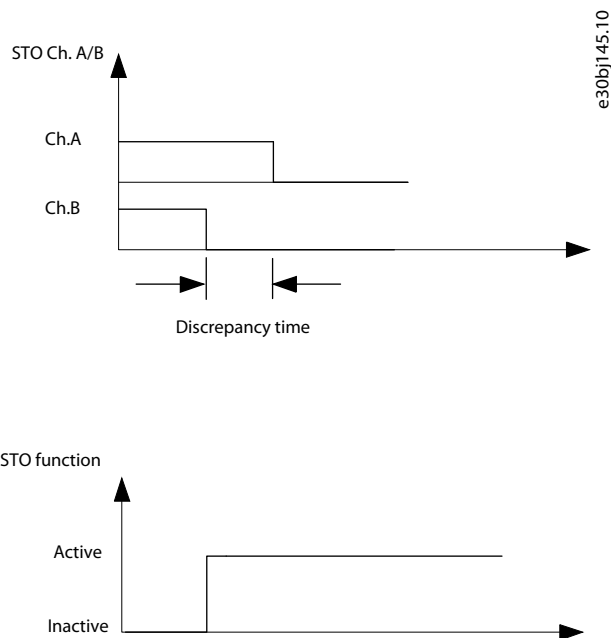 e30bj145.10
STO Ch. A/B
Ch.A
Ch.B
Discrepancy time
STO function
Active
Inactive